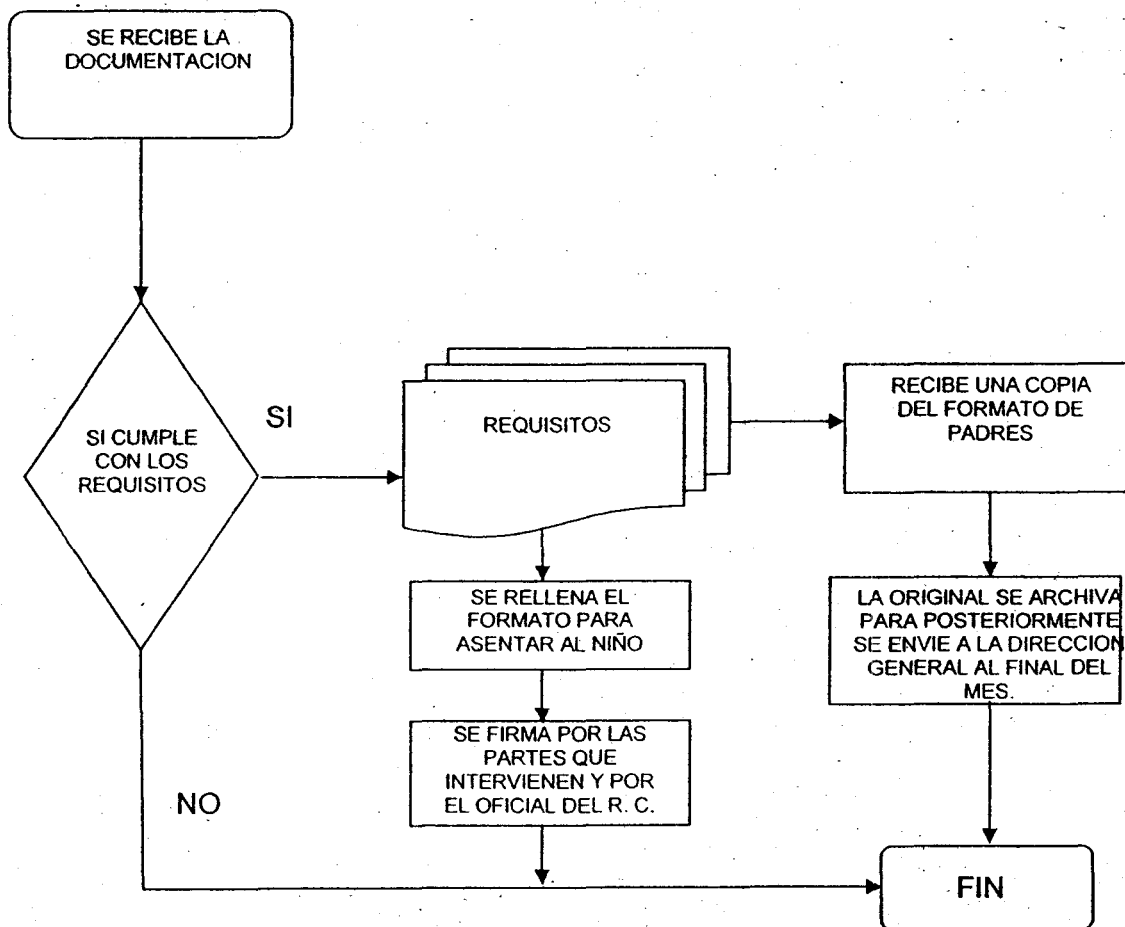 SE RECIBE LA
DOCUMENTACION
SI CUMPLE
CON LOS
REQUISITOS
SI
NO
REQUISITOS
SE RELLENA EL
FORMATO PARA
ASENTAR AL NIÑO
SE FIRMA POR LAS
PARTES QUE
INTERVIENEN Y POR
EL OFICIAL DEL R. C.
RECIBE UNA COPIA
DEL FORMATO DE
PADRES
LA ORIGINAL SE ARCHIVA
PARA POSTERIORMENTE
SE ENVIE A LA DIRECCION
GENERAL AL FINAL DEL
MES.
FIN